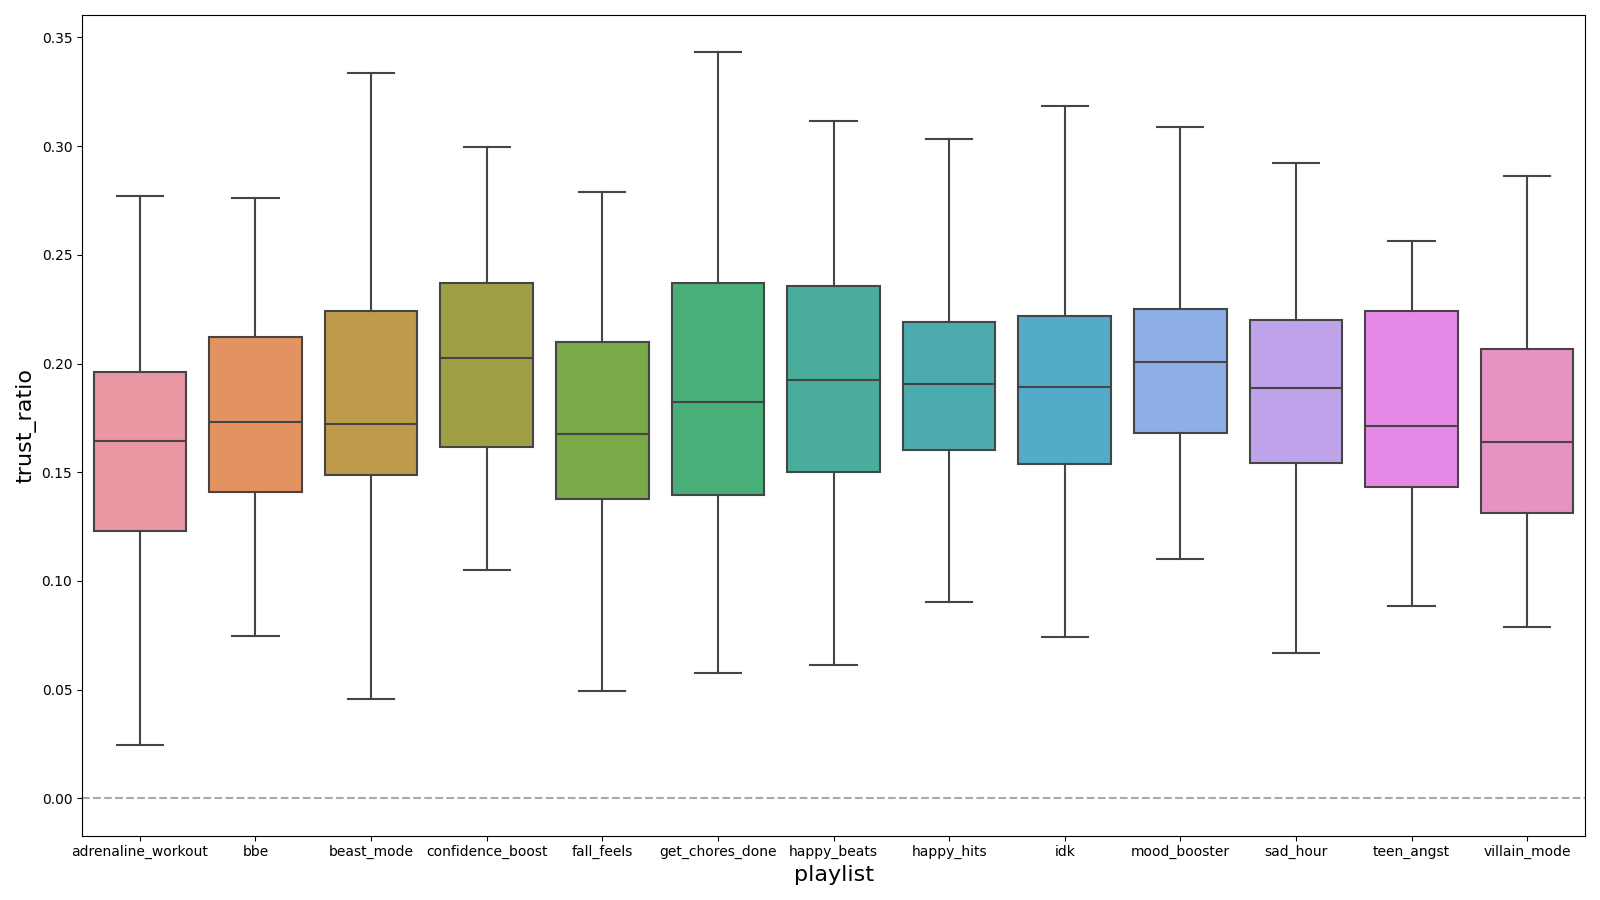 trust_ratio
0.35
0.30
0.25
0.20
0.15
0.10
0.05
0.00
adrenaline_workout bbe beast_mode confidence_boost fall_feels get_chores_done happy_beats happy_hits idk mood_booster sad_hour teen_angst villain_mode
playlist